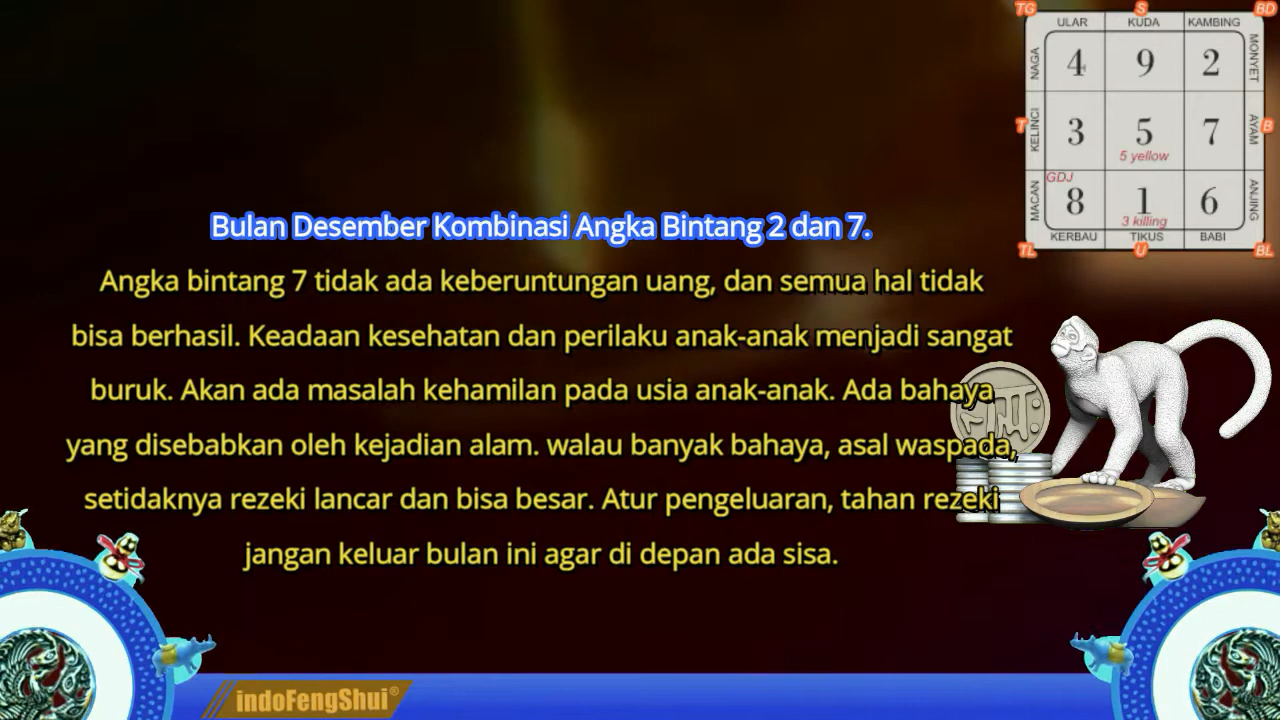 TG S BD
ULAR KUDA KAMBING
NAGA 4 9 2 MONYET
T KELINCI 3 5 7 AYAM B
5 yellow
GDJ
MACAN 8 1 6 ANJING
3 killing
KERBAU TIKUS BABI
TL U BL
Bulan Desember Kombinasi Angka Bintang 2 dan 7.
Angka bintang 7 tidak ada keberuntungan uang, dan semua hal tidak
bisa berhasil. Keadaan kesehatan dan perilaku anak-anak menjadi sangat
buruk. Akan ada masalah kehamilan pada usia anak-anak. Ada bahaya
yang disebabkan oleh kejadian alam. walau banyak bahaya, asal waspada,
setidaknya rezeki lancar dan bisa besar. Atur pengeluaran, tahan rezeki
jangan keluar bulan ini agar di depan ada sisa.
indoFengShui®